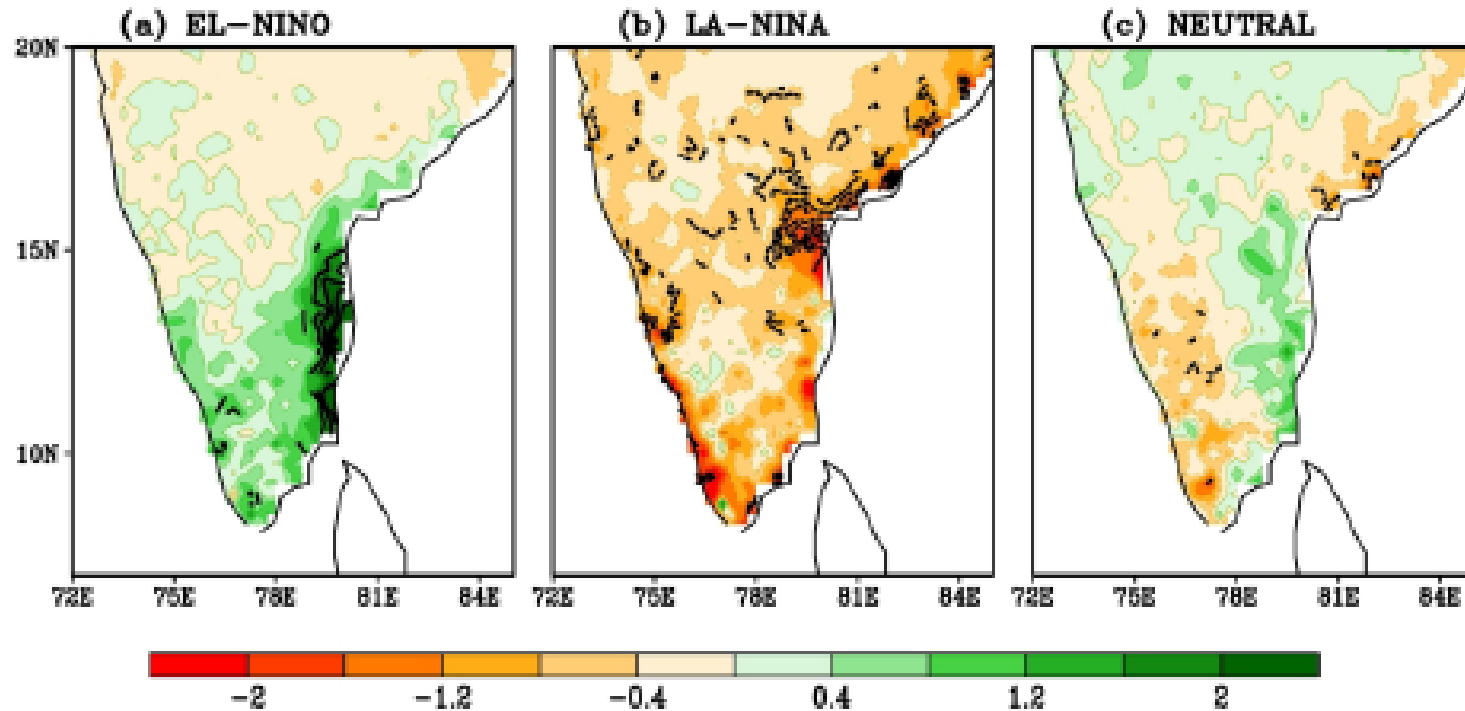 (a) EL-NINO (b) LA-NINA (c) NEUTRAL
20N
15N
10N
72E 75E 78E 81E 84E 72E 75E 78E 81E 84E 72E 75E 78E 81E 84E
-2 -1.2 -0.4 0.4 1.2 2